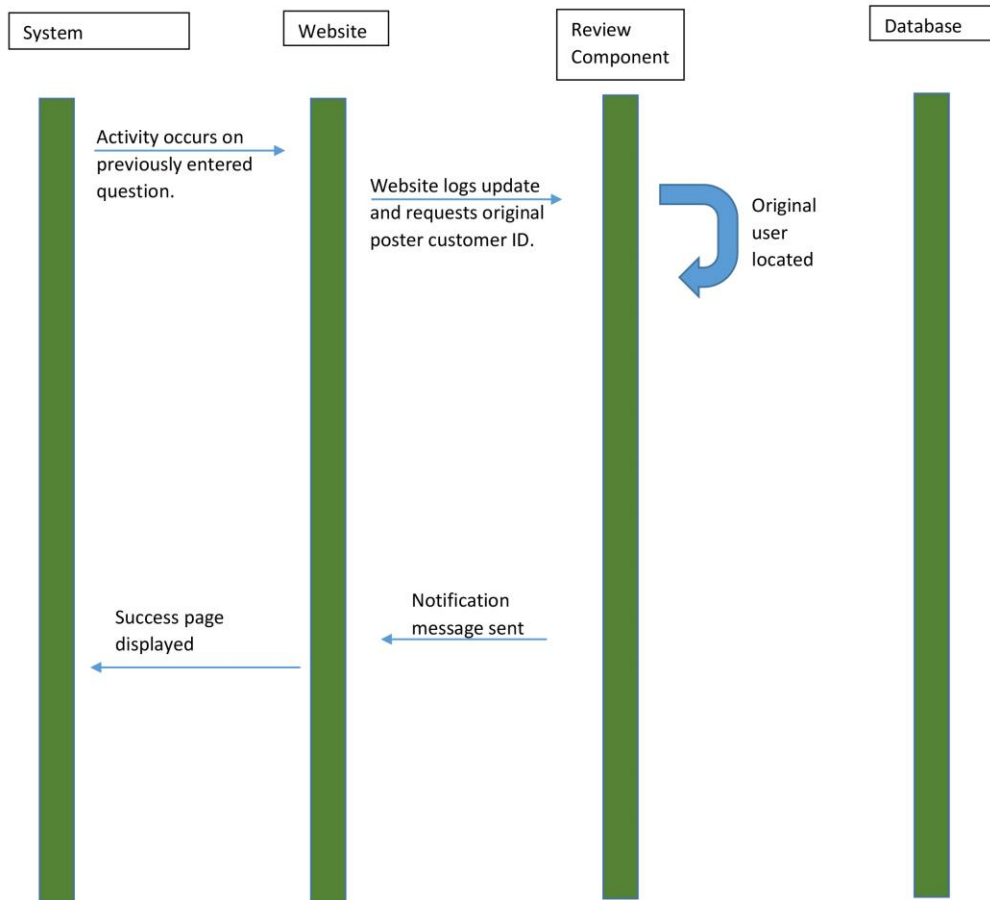 System
Website
Review
Component
Database
Activity occurs on
previously entered
question.
Website logs update
and requests original
poster customer ID.
Original
user
located
Notification
message sent
Success page
displayed